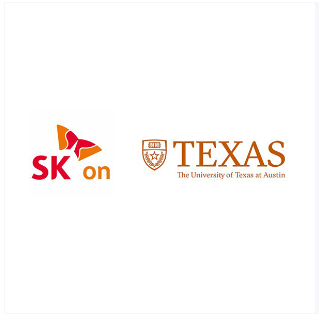 SK on
TEXAS
The University of Texas at Austin